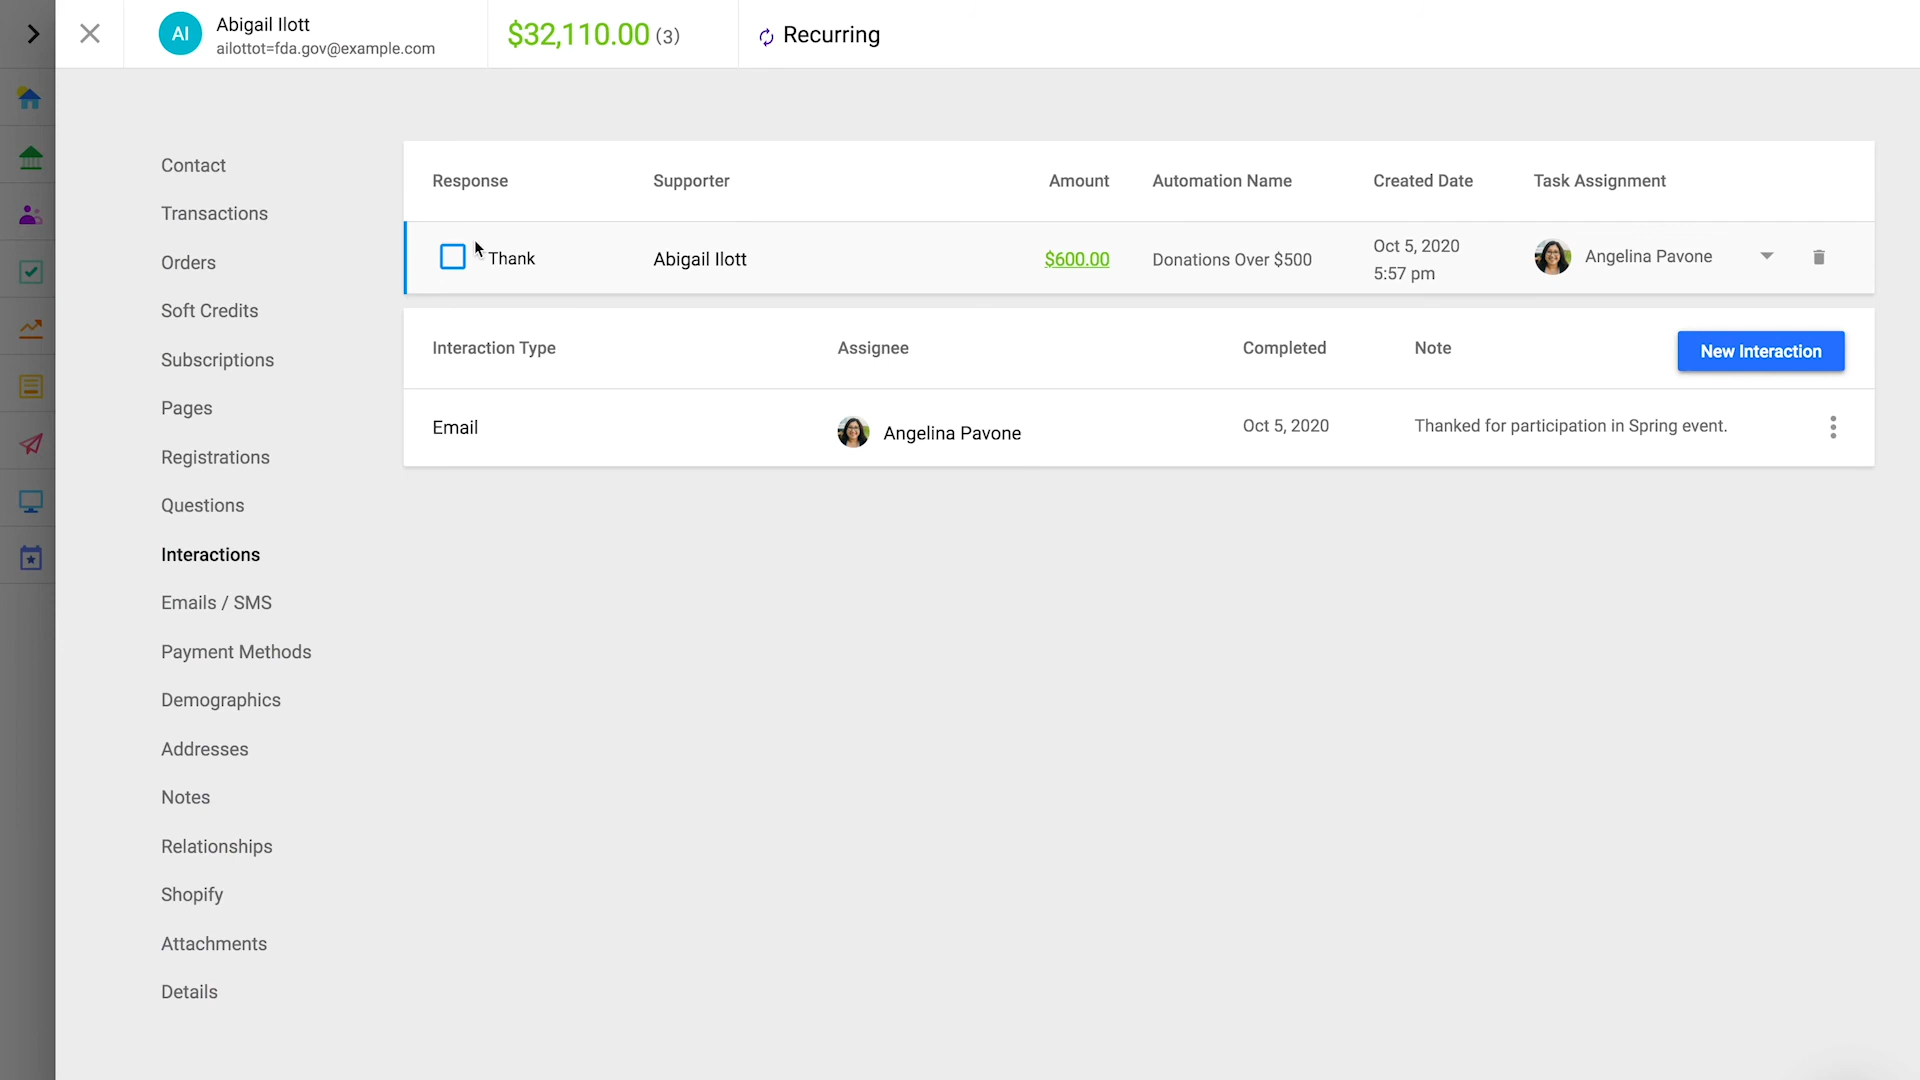 AI
Abigail Ilott
ailottot=fda.gov@example.com
$32,110.00 (3)
Recurring
Contact
Transactions
Orders
Soft Credits
Subscriptions
Pages
Registrations
Questions
Interactions
Emails / SMS
Payment Methods
Demographics
Addresses
Notes
Relationships
Shopify
Attachments
Details
Response Supporter Amount Automation Name Created Date Task Assignment
Thank Abigail Ilott $600.00 Donations Over $500 Oct 5, 2020 Angelina Pavone
5:57 pm
Interaction Type Assignee Completed Note New Interaction
Email Angelina Pavone Oct 5, 2020 Thanked for participation in Spring event.